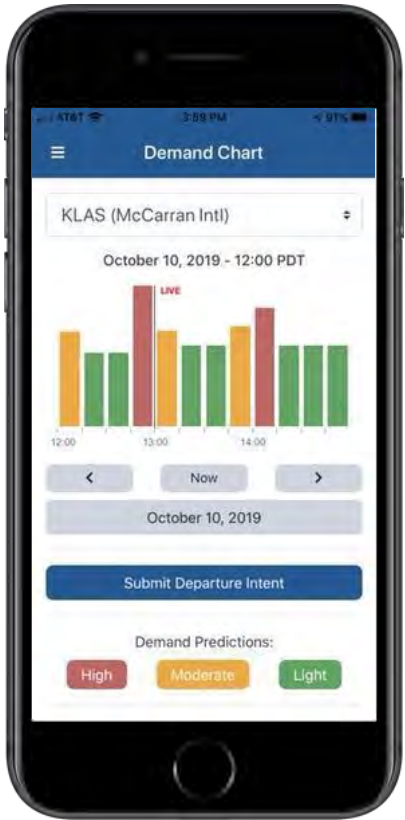 AT&T 3:59 PM 91%
Demand Chart
KLAS (McCarran Intl)
October 10, 2019 - 12:00 PDT
LIVE
12:00 13:00 14:00
Now
October 10, 2019
Submit Departure Intent
Demand Predictions:
High Moderate Light